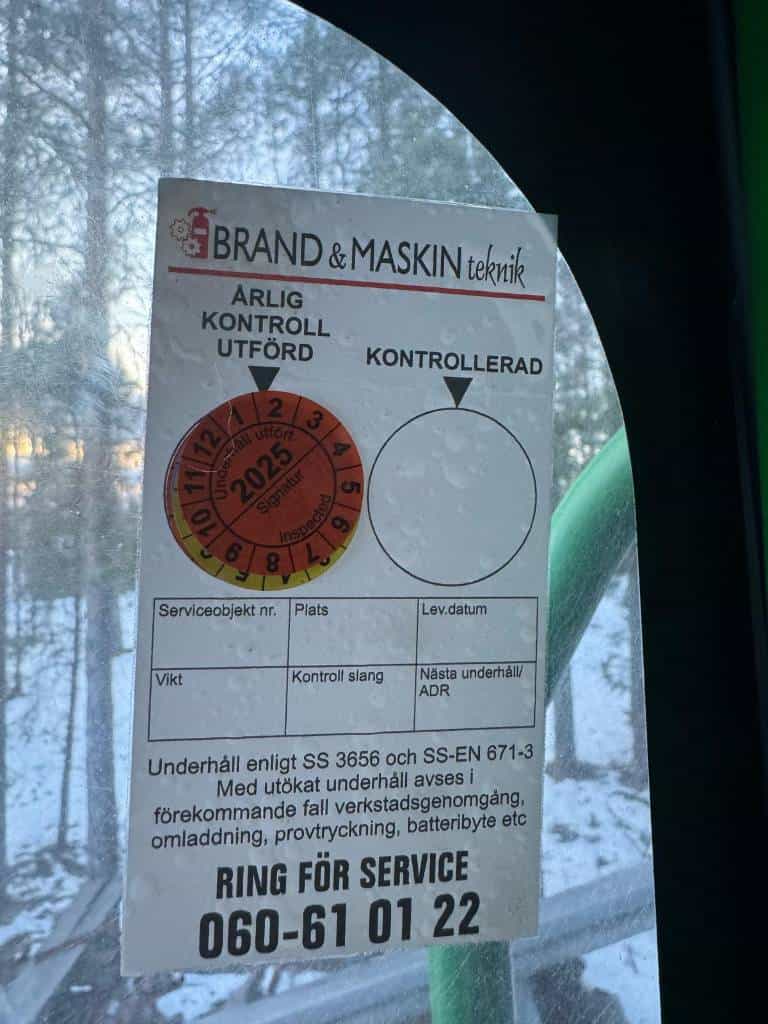 BRAND & MASKIN teknik
ÅRLIG
KONTROLL
UTFÖRD
KONTROLLERAD
1 2 3 4 5 6 7 8 9 10 11 12
Underhåll utfört
2025
Signatur
Inspected
Serviceobjekt nr. Plats Lev.datum
Vikt Kontroll slang Nästa underhåll/
ADR
Underhåll enligt SS 3656 och SS-EN 671-3
Med utökat underhåll avses i
förekommande fall verkstadsgenomgång,
omladdning, provtryckning, batteribyte etc
RING FÖR SERVICE
060-61 01 22